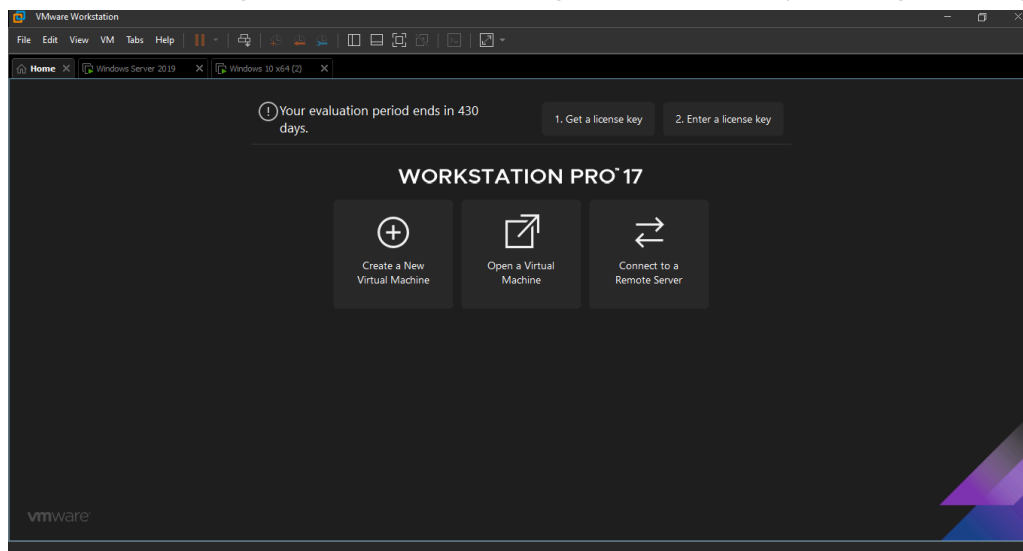 VMware Workstation
File Edit View VM Tabs Help
Home Windows Server 2019 Windows 10 x64 (2)
Your evaluation period ends in 430
days.
1. Get a license key 2. Enter a license key
WORKSTATION PRO™ 17
Create a New
Virtual Machine
Open a Virtual
Machine
Connect to a
Remote Server
vmware